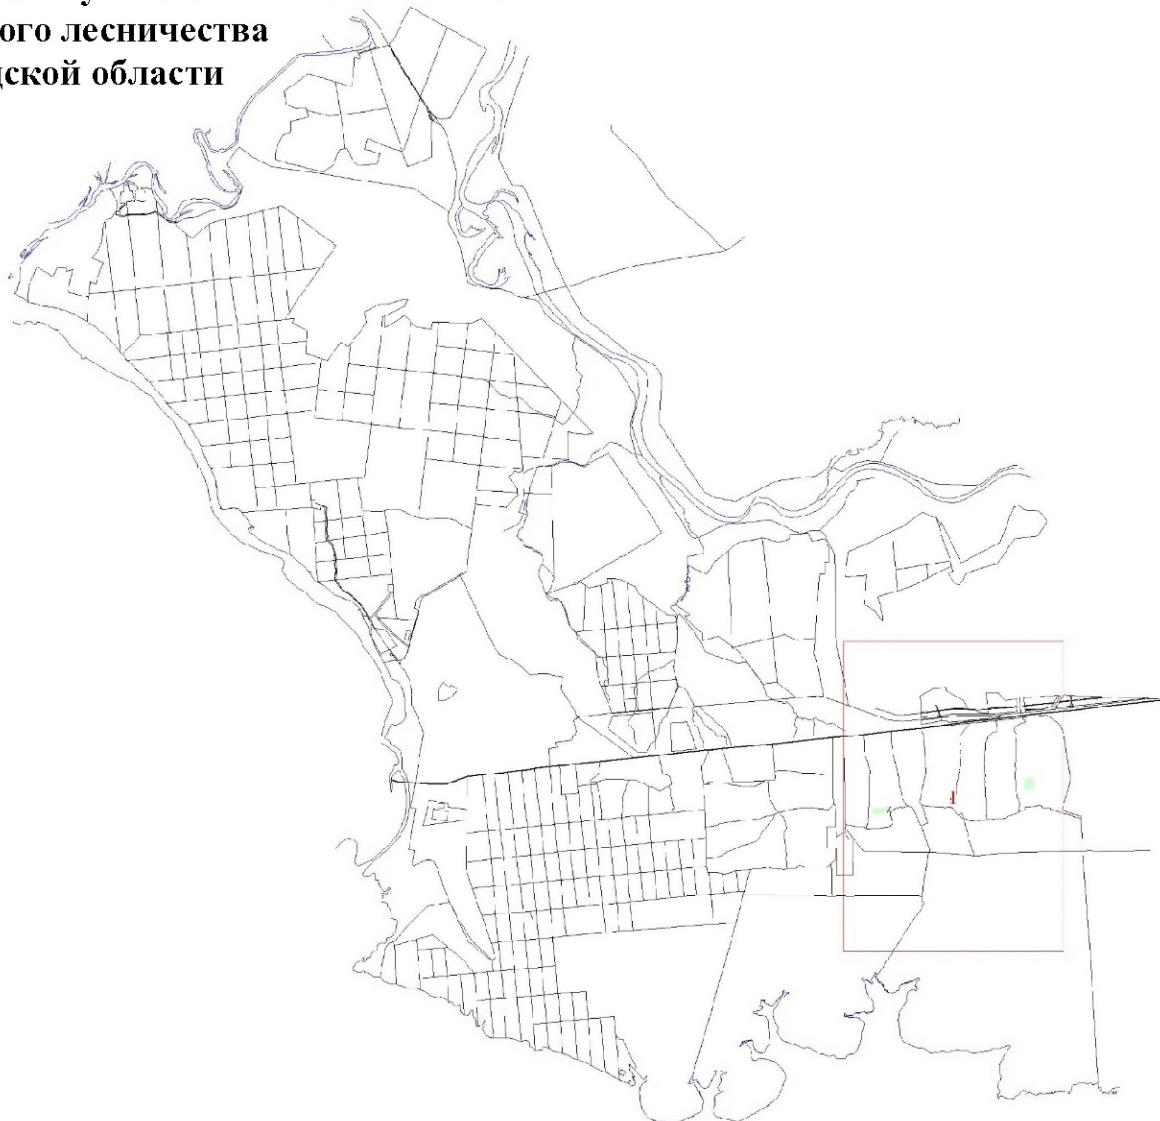 ого лесничества
дской области
1